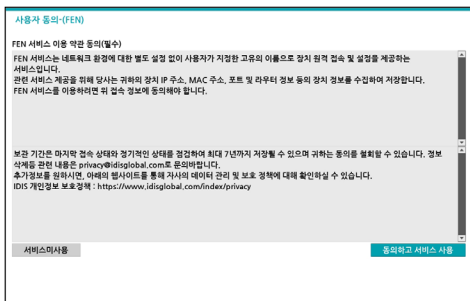 사용자 동의-(FEN)
FEN 서비스 이용 약관 동의(필수)
FEN 서비스는 네트워크 환경에 대한 별도 설정 없이 사용자가 지정한 고유의 이름으로 장치 원격 접속 및 설정을 제공하는
서비스입니다.
관련 서비스 제공을 위해 당사는 귀하의 장치 IP 주소, MAC 주소, 포트 및 라우터 정보 등의 장치 정보를 수집하여 저장합니다.
FEN 서비스를 이용하려면 위 접속 정보에 동의해야 합니다.
보관 기간은 마지막 접속 상태와 정기적인 상태를 점검하여 최대 7년까지 저장될 수 있으며 귀하는 동의를 철회할 수 있습니다. 정보
삭제등 관련 내용은 privacy@idisglobal.com로 문의바랍니다.
추가정보를 원하시면, 아래의 웹사이트를 통해 자사의 데이터 관리 및 보호 정책에 대해 확인하실 수 있습니다.
IDIS 개인정보 보호정책 : https://www.idisglobal.com/index/privacy
서비스미사용
동의하고 서비스 사용